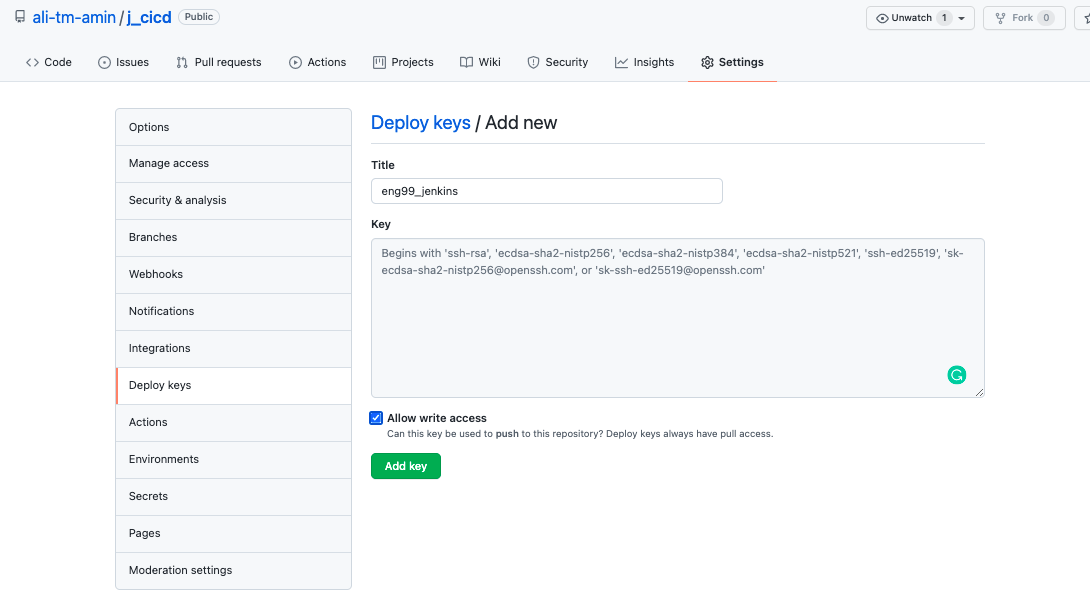 ali-tm-amin / j_cicd Public
Unwatch 1
Fork 0
Code Issues Pull requests Actions Projects Wiki Security Insights Settings
Options
Manage access
Security & analysis
Branches
Webhooks
Notifications
Integrations
Deploy keys
Actions
Environments
Secrets
Pages
Moderation settings
Deploy keys / Add new
Title
eng99_jenkins
Key
Begins with 'ssh-rsa', 'ecdsa-sha2-nistp256', 'ecdsa-sha2-nistp384', 'ecdsa-sha2-nistp521', 'ssh-ed25519', 'sk-
ecdsa-sha2-nistp256@openssh.com', or 'sk-ssh-ed25519@openssh.com'
Allow write access
Can this key be used to push to this repository? Deploy keys always have pull access.
Add key